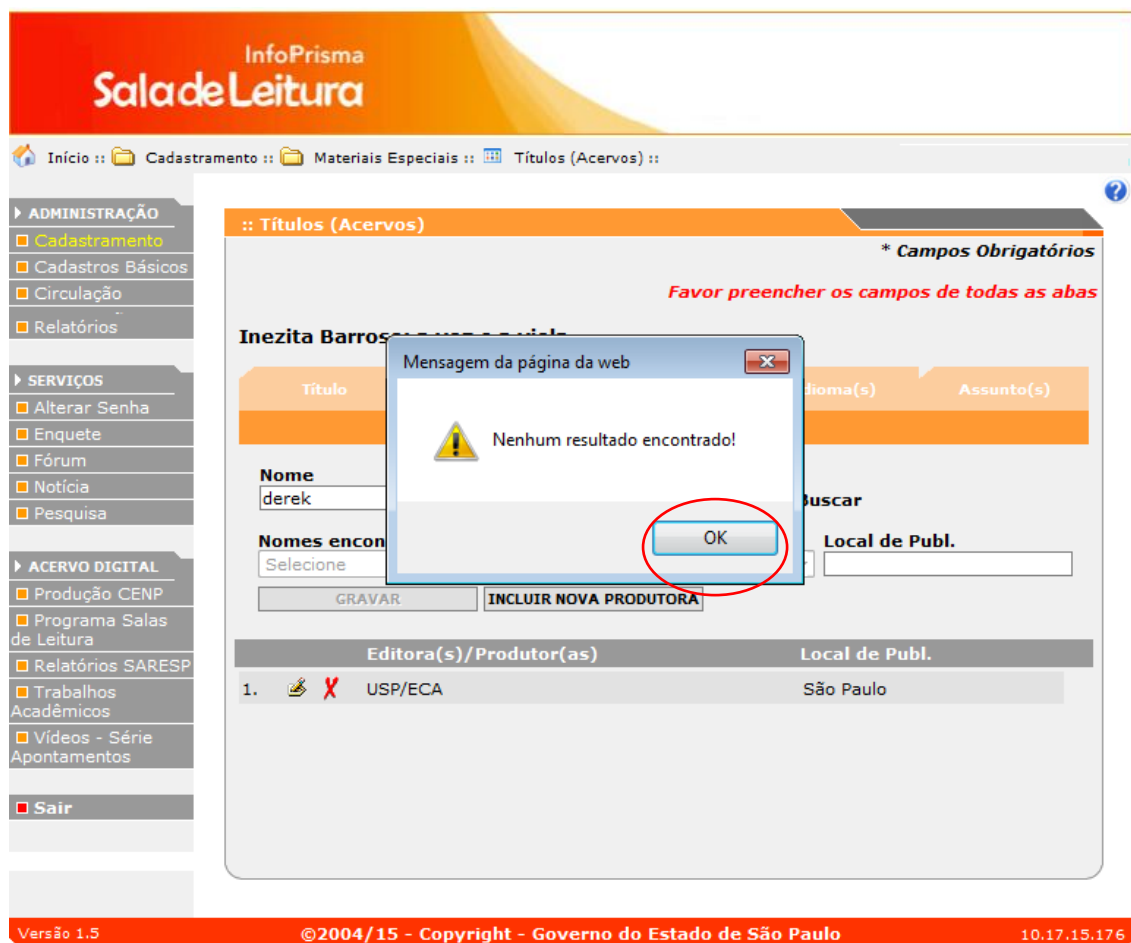 InfoPrisma
Sala de Leitura
Início :: Cadastramento :: Materiais Especiais :: Títulos (Acervos) ::
ADMINISTRAÇÃO
Cadastramento
Cadastros Básicos
Circulação
Relatórios
SERVIÇOS
Alterar Senha
Enquete
Fórum
Notícia
Pesquisa
ACERVO DIGITAL
Produção CENP
Programa Salas
de Leitura
Relatórios SARESP
Trabalhos
Acadêmicos
Vídeos - Série
Apontamentos
Sair
:: Títulos (Acervos)
* Campos Obrigatórios
Favor preencher os campos de todas as abas
Inezita
Título Assunto(s)
Mensagem da página da web
Nenhum resultado encontrado!
OK
Nome
derek Buscar
Nomes Local de Publ.
Selecione
GRAVAR INCLUIR NOVA PRODUTORA
Editora(s)/Produtor(as) Local de Publ.
1. USP/ECA São Paulo
Versão 1.5 ©2004/15 - Copyright - Governo do Estado de São Paulo 10.17.15.176